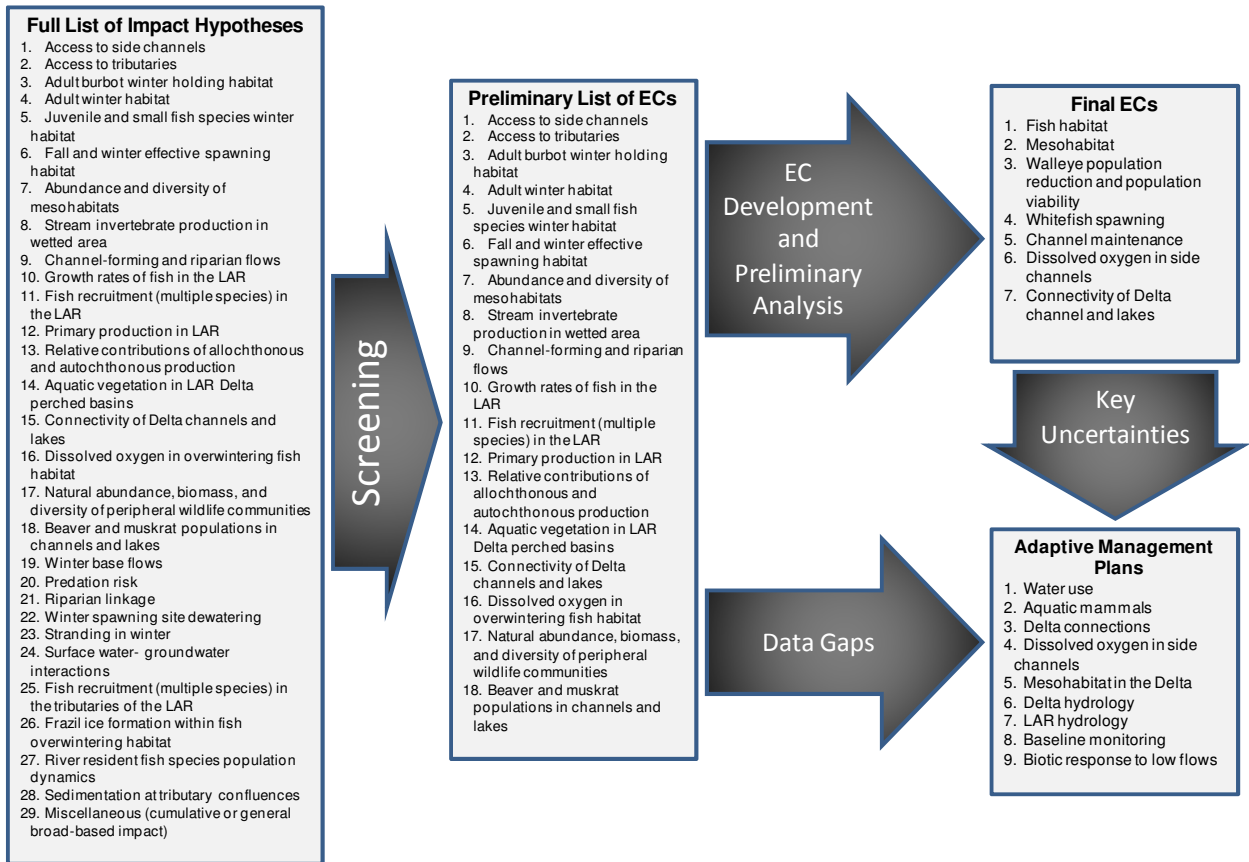 Full List of Impact Hypotheses
1. Access to side channels
2. Access to tributaries
3. Adult burbot winter holding habitat
4. Adult winter habitat
5. Juvenile and small fish species winter
habitat
6. Fall and winter effective spawning
habitat
7. Abundance and diversity of
mesohabitats
8. Stream invertebrate production in
wetted area
9. Channel-forming and riparian flows
10. Growth rates of fish in the LAR
11. Fish recruitment (multiple species) in
the LAR
12. Primary production in LAR
13. Relative contributions of allochthonous
and autochthonous production
14. Aquatic vegetation in LAR Delta
perched basins
15. Connectivity of Delta channels and
lakes
16. Dissolved oxygen in overwintering fish
habitat
17. Natural abundance, biomass, and
diversity of peripheral wildlife communities
18. Beaver and muskrat populations in
channels and lakes
19. Winter base flows
20. Predation risk
21. Riparian linkage
22. Winter spawning site dewatering
23. Stranding in winter
24. Surface water- groundwater
interactions
25. Fish recruitment (multiple species) in
the tributaries of the LAR
26. Frazil ice formation within fish
overwintering habitat
27. River resident fish species population
dynamics
28. Sedimentation at tributary confluences
29. Miscellaneous (cumulative or general
broad-based impact)
Screening
Preliminary List of ECs
1. Access to side channels
2. Access to tributaries
3. Adult burbot winter holding
habitat
4. Adult winter habitat
5. Juvenile and small fish
species winter habitat
6. Fall and winter effective
spawning habitat
7. Abundance and diversity of
mesohabitats
8. Stream invertebrate
production in wetted area
9. Channel-forming and riparian
flows
10. Growth rates of fish in the
LAR
11. Fish recruitment (multiple
species) in the LAR
12. Primary production in LAR
13. Relative contributions of
allochthonous and
autochthonous production
14. Aquatic vegetation in LAR
Delta perched basins
15. Connectivity of Delta
channels and lakes
16. Dissolved oxygen in
overwintering fish habitat
17. Natural abundance, biomass,
and diversity of peripheral
wildlife communities
18. Beaver and muskrat
populations in channels and
lakes
EC
Development
and
Preliminary
Analysis
Final ECs
1. Fish habitat
2. Mesohabitat
3. Walleye population
reduction and population
viability
4. Whitefish spawning
5. Channel maintenance
6. Dissolved oxygen in side
channels
7. Connectivity of Delta
channel and lakes
Key
Uncertainties
Data Gaps
Adaptive Management
Plans
1. Water use
2. Aquatic mammals
3. Delta connections
4. Dissolved oxygen in side
channels
5. Mesohabitat in the Delta
6. Delta hydrology
7. LAR hydrology
8. Baseline monitoring
9. Biotic response to low flows